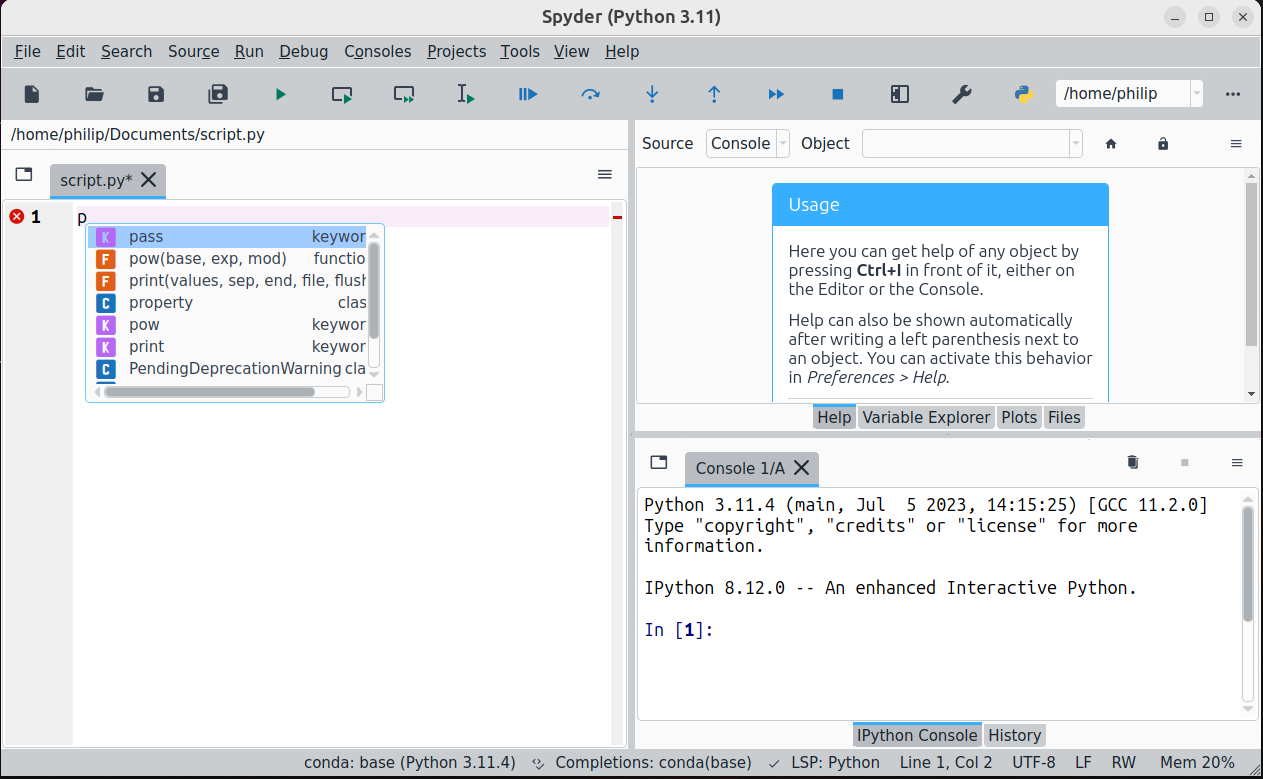 Spyder (Python 3.11)
File Edit Search Source Run Debug Consoles Projects Tools View Help
/home/philip
/home/philip/Documents/script.py
script.py*
1 p
K pass keywor
F pow(base, exp, mod) functio
F print(values, sep, end, file, flush
C property clas
K pow keywor
K print keywor
C PendingDeprecationWarning cla
Source Console Object
Usage
Here you can get help of any object by
pressing Ctrl+I in front of it, either on
the Editor or the Console.
Help can also be shown automatically
after writing a left parenthesis next to
an object. You can activate this behavior
in Preferences > Help.
Help Variable Explorer Plots Files
Console 1/A
Python 3.11.4 (main, Jul  5 2023, 14:15:25) [GCC 11.2.0]
Type "copyright", "credits" or "license" for more
information.
IPython 8.12.0 -- An enhanced Interactive Python.
In [1]:
IPython Console History
conda: base (Python 3.11.4) Completions: conda(base) LSP: Python Line 1, Col 2 UTF-8 LF RW Mem 20%